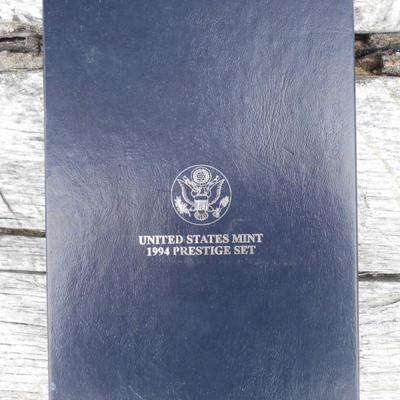 UNITED STATES MINT
1994 PRESTIGE SET